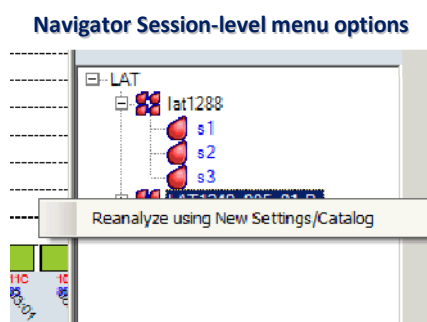 Navigator Session-level menu options
LAT
lat1288
s1
s2
s3
Reanalyze using New Settings/Catalog